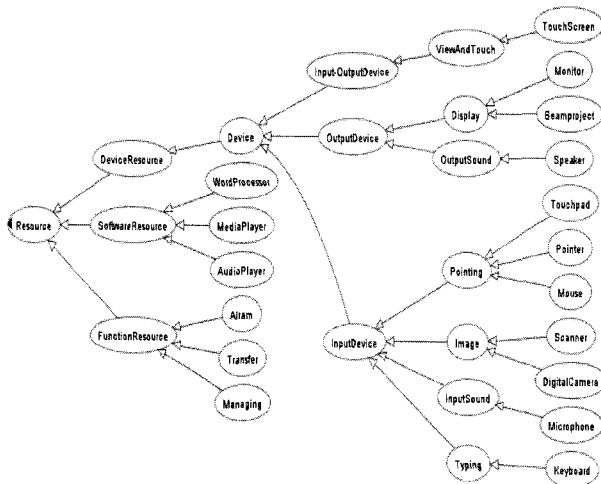 TouchScreen
ViewAndTouch
Monitor
Input-OutputDevice
Display
Beamproject
Device
OutputDevice
DeviceResource
OutputSound
Speaker
WordProcessor
Touchpad
Resource
SoftwareResource
MediaPlayer
Pointer
AudioPlayer
Pointing
Mouse
Alram
FunctionResource
InputDevice
Image
Scanner
Transfer
DigitalCamera
Managing
InputSound
Microphone
Typing
Keyboard